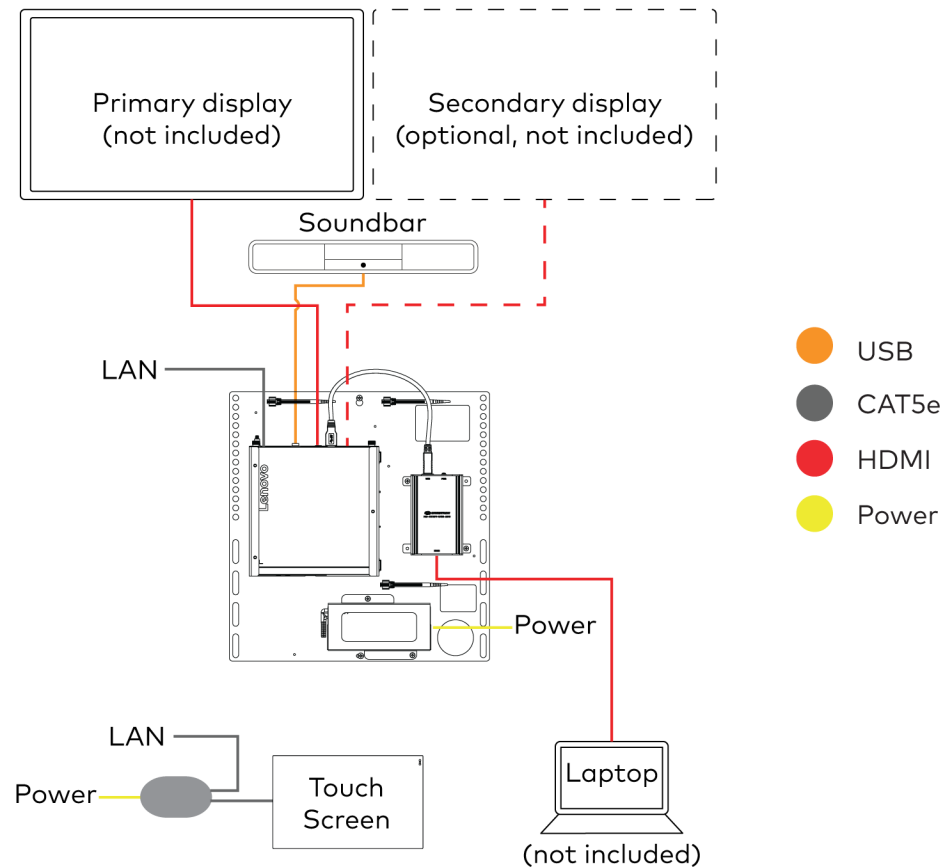 Primary display
(not included)
Secondary display
(optional, not included)
Soundbar
LAN
Lenovo
USB
CAT5e
HDMI
Power
Power
LAN
Power
Touch
Screen
Laptop
(not included)